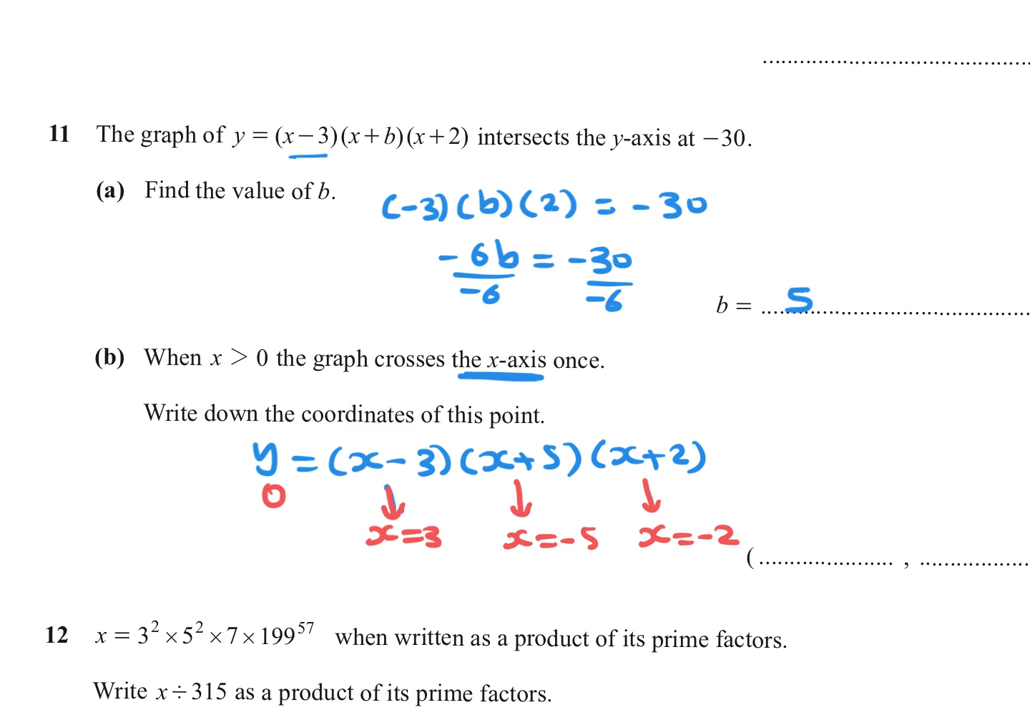 11 The graph of y = (x − 3)(x + b)(x + 2) intersects the y-axis at −30.
(a) Find the value of b.
(-3)(b)(2) = -30
-6b = -30
-6 -6
b = 5
(b) When x > 0 the graph crosses the x-axis once.
Write down the coordinates of this point.
y = (x-3)(x+5)(x+2)
0 ↓ ↓ ↓
x=3 x=-5 x=-2
( ...................... , ...................
12 x = 3² × 5² × 7 × 199⁵⁷ when written as a product of its prime factors.
Write x ÷ 315 as a product of its prime factors.